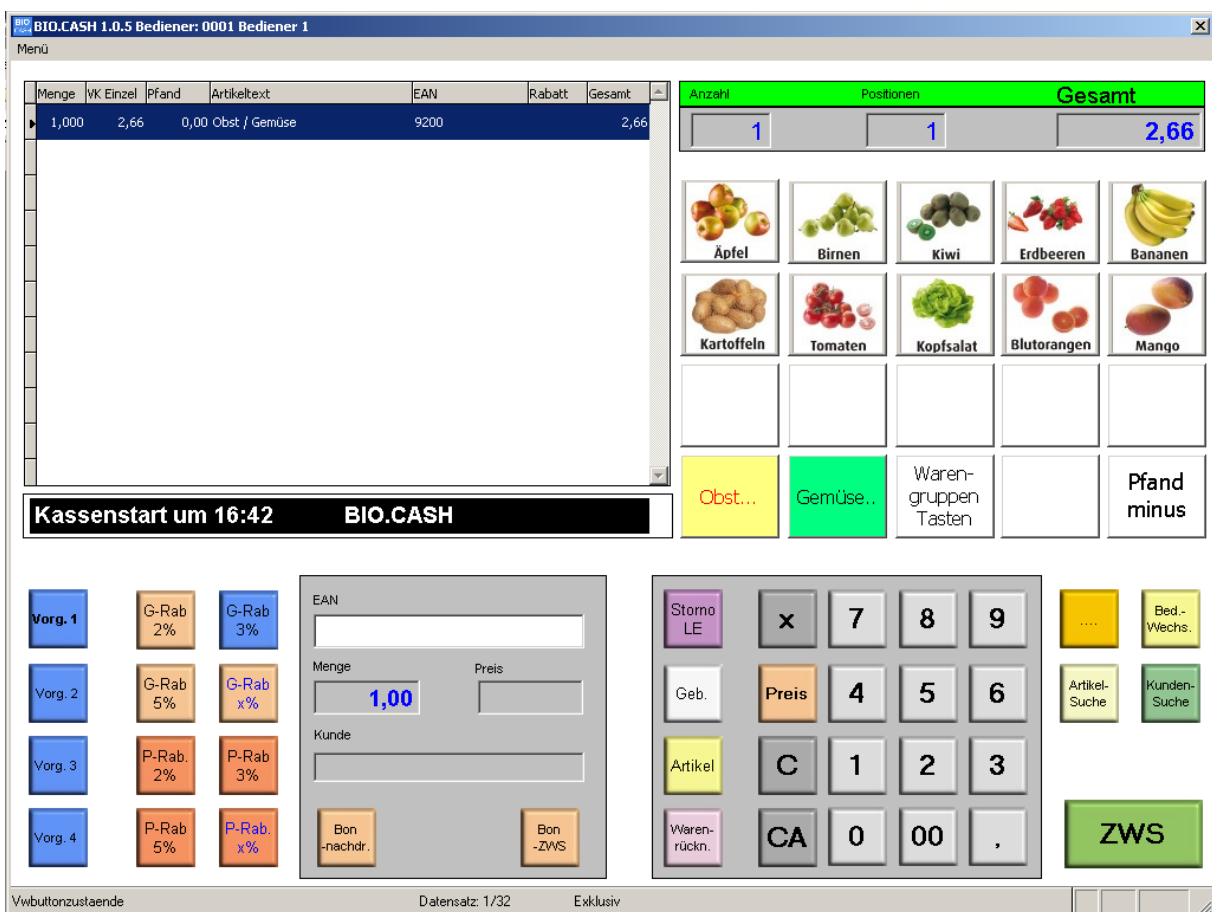 BIO CASH
BIO.CASH 1.0.5 Bediener: 0001 Bediener 1
Menü
Menge VK Einzel Pfand Artikeltext EAN Rabatt Gesamt
1,000 2,66 0,00 Obst / Gemüse 9200 2,66
Anzahl Positionen Gesamt
1 1 2,66
Äpfel Birnen Kiwi Erdbeeren Bananen
Kartoffeln Tomaten Kopfsalat Blutorangen Mango
Obst... Gemüse..
Waren-
gruppen
Tasten
Pfand
minus
Kassenstart um 16:42 BIO.CASH
Vorg. 1
G-Rab
2%
G-Rab
3%
Vorg. 2
G-Rab
5%
G-Rab
x%
Vorg. 3
P-Rab.
2%
P-Rab
3%
Vorg. 4
P-Rab
5%
P-Rab.
x%
EAN
Menge Preis
1,00
Kunde
Bon
-nachdr.
Bon
-ZWS
Storno
LE
x 7 8 9
Geb. Preis 4 5 6
Artikel C 1 2 3
Waren-
rückn.
CA 0 00 ,
....
Bed.-
Wechs.
Artikel-
Suche
Kunden-
Suche
ZWS
Vwbuttonzustaende Datensatz: 1/32 Exklusiv